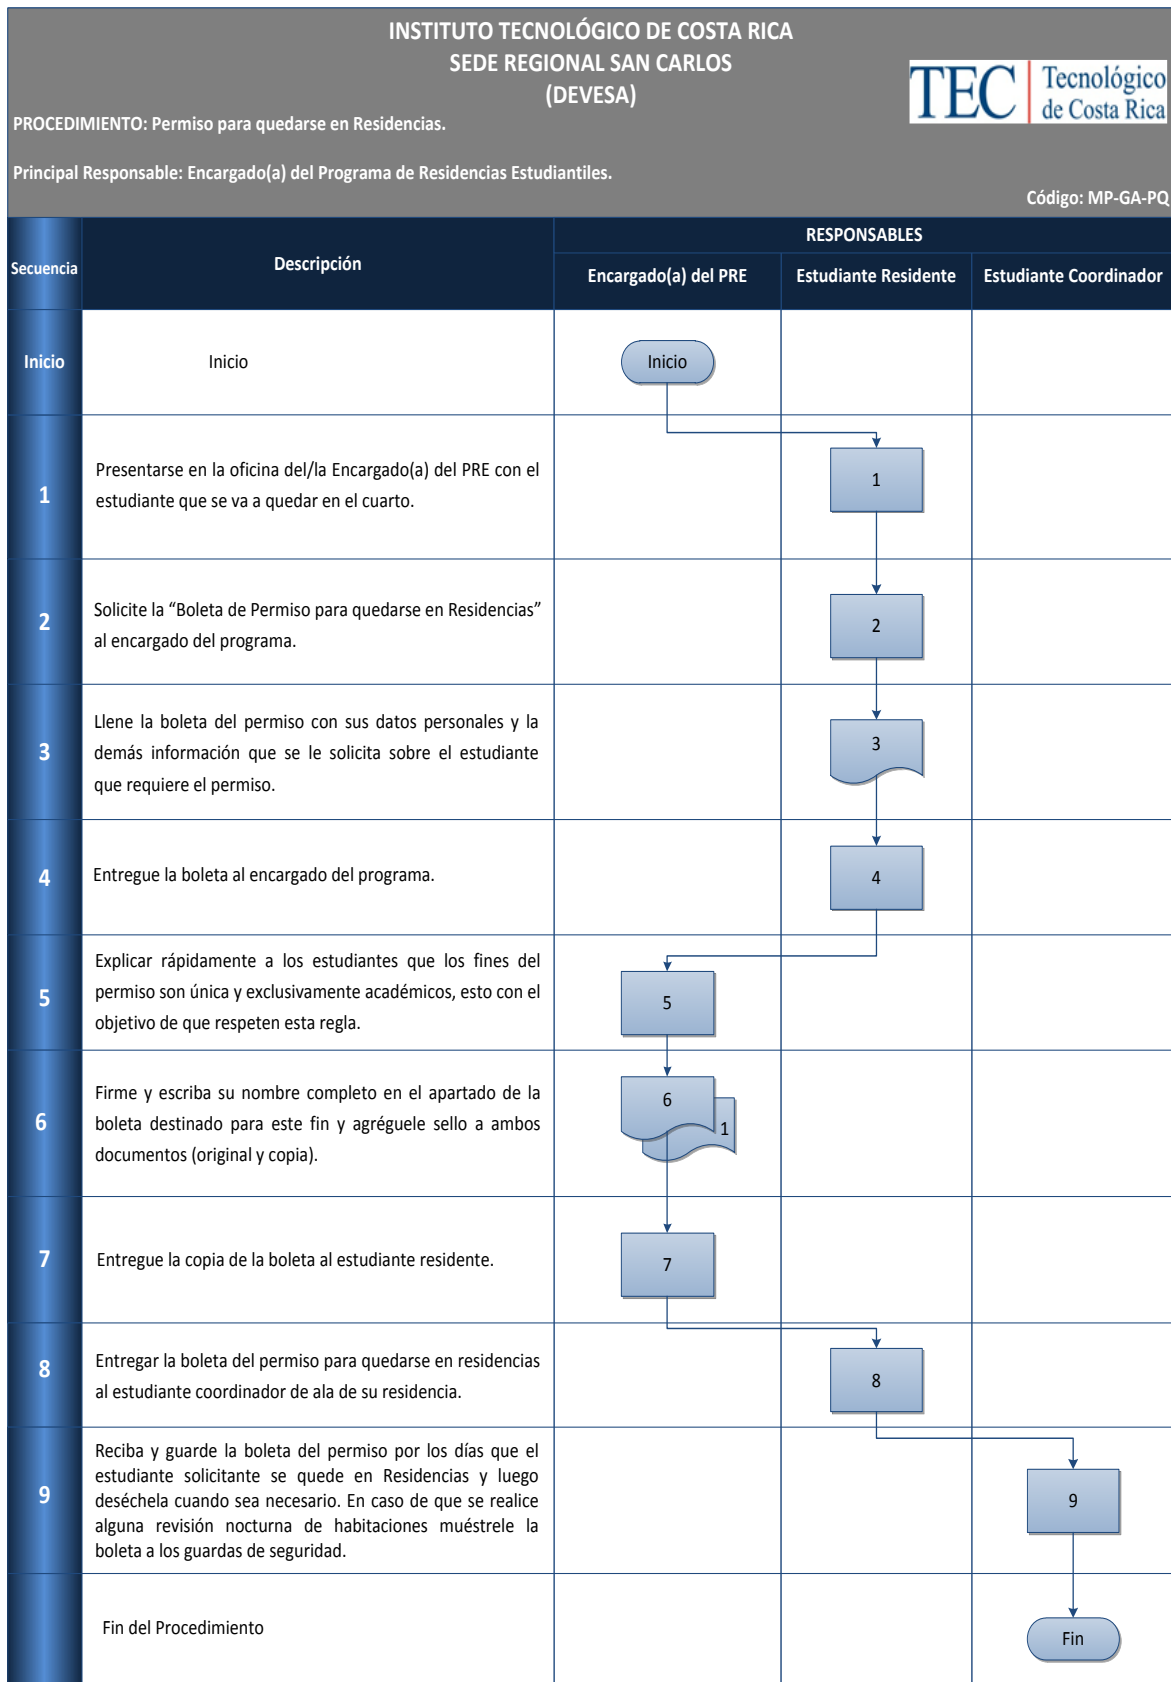 INSTITUTO TECNOLÓGICO DE COSTA RICA
SEDE REGIONAL SAN CARLOS
(DEVESA)
TEC
Tecnológico
de Costa Rica
PROCEDIMIENTO: Permiso para quedarse en Residencias.
Principal Responsable: Encargado(a) del Programa de Residencias Estudiantiles.
Código: MP-GA-PQ
Secuencia
Descripción
RESPONSABLES
Encargado(a) del PRE
Estudiante Residente
Estudiante Coordinador
Inicio
Inicio
Inicio
1
Presentarse en la oficina del/la Encargado(a) del PRE con el
estudiante que se va a quedar en el cuarto.
1
2
Solicite la “Boleta de Permiso para quedarse en Residencias”
al encargado del programa.
2
3
Llene la boleta del permiso con sus datos personales y la
demás información que se le solicita sobre el estudiante
que requiere el permiso.
3
4
Entregue la boleta al encargado del programa.
4
5
Explicar rápidamente a los estudiantes que los fines del
permiso son única y exclusivamente académicos, esto con el
objetivo de que respeten esta regla.
5
6
Firme y escriba su nombre completo en el apartado de la
boleta destinado para este fin y agréguele sello a ambos
documentos (original y copia).
6
1
7
Entregue la copia de la boleta al estudiante residente.
7
8
Entregar la boleta del permiso para quedarse en residencias
al estudiante coordinador de ala de su residencia.
8
9
Reciba y guarde la boleta del permiso por los días que el
estudiante solicitante se quede en Residencias y luego
deséchela cuando sea necesario. En caso de que se realice
alguna revisión nocturna de habitaciones muéstrele la
boleta a los guardas de seguridad.
9
Fin del Procedimiento
Fin